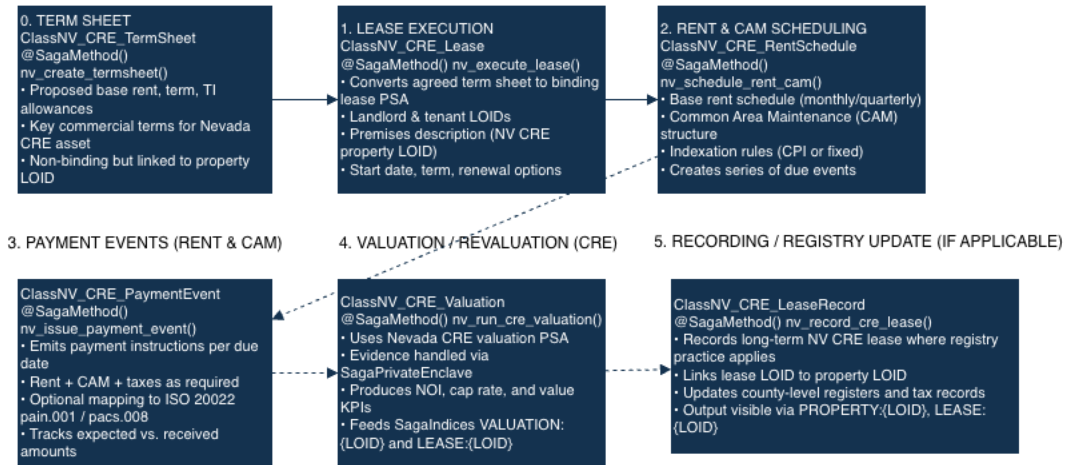 0. TERM SHEET
ClassNV_CRE_TermSheet
@SagaMethod()
nv_create_termsheet()
• Proposed base rent, term, TI
allowances
• Key commercial terms for Nevada
CRE asset
• Non-binding but linked to property
LOID
1. LEASE EXECUTION
ClassNV_CRE_Lease
@SagaMethod() nv_execute_lease()
• Converts agreed term sheet to binding
lease PSA
• Landlord & tenant LOIDs
• Premises description (NV CRE
property LOID)
• Start date, term, renewal options
2. RENT & CAM SCHEDULING
ClassNV_CRE_RentSchedule
@SagaMethod()
nv_schedule_rent_cam()
• Base rent schedule (monthly/quarterly)
• Common Area Maintenance (CAM)
structure
• Indexation rules (CPI or fixed)
• Creates series of due events
3. PAYMENT EVENTS (RENT & CAM)
ClassNV_CRE_PaymentEvent
@SagaMethod()
nv_issue_payment_event()
• Emits payment instructions per due
date
• Rent + CAM + taxes as required
• Optional mapping to ISO 20022
pain.001 / pacs.008
• Tracks expected vs. received
amounts
4. VALUATION / REVALUATION (CRE)
ClassNV_CRE_Valuation
@SagaMethod() nv_run_cre_valuation()
• Uses Nevada CRE valuation PSA
• Evidence handled via
SagaPrivateEnclave
• Produces NOI, cap rate, and value
KPIs
• Feeds SagaIndices VALUATION:
{LOID} and LEASE:{LOID}
5. RECORDING / REGISTRY UPDATE (IF APPLICABLE)
ClassNV_CRE_LeaseRecord
@SagaMethod() nv_record_cre_lease()
• Records long-term NV CRE lease where registry
practice applies
• Links lease LOID to property LOID
• Updates county-level registers and tax records
• Output visible via PROPERTY:{LOID}, LEASE:
{LOID}